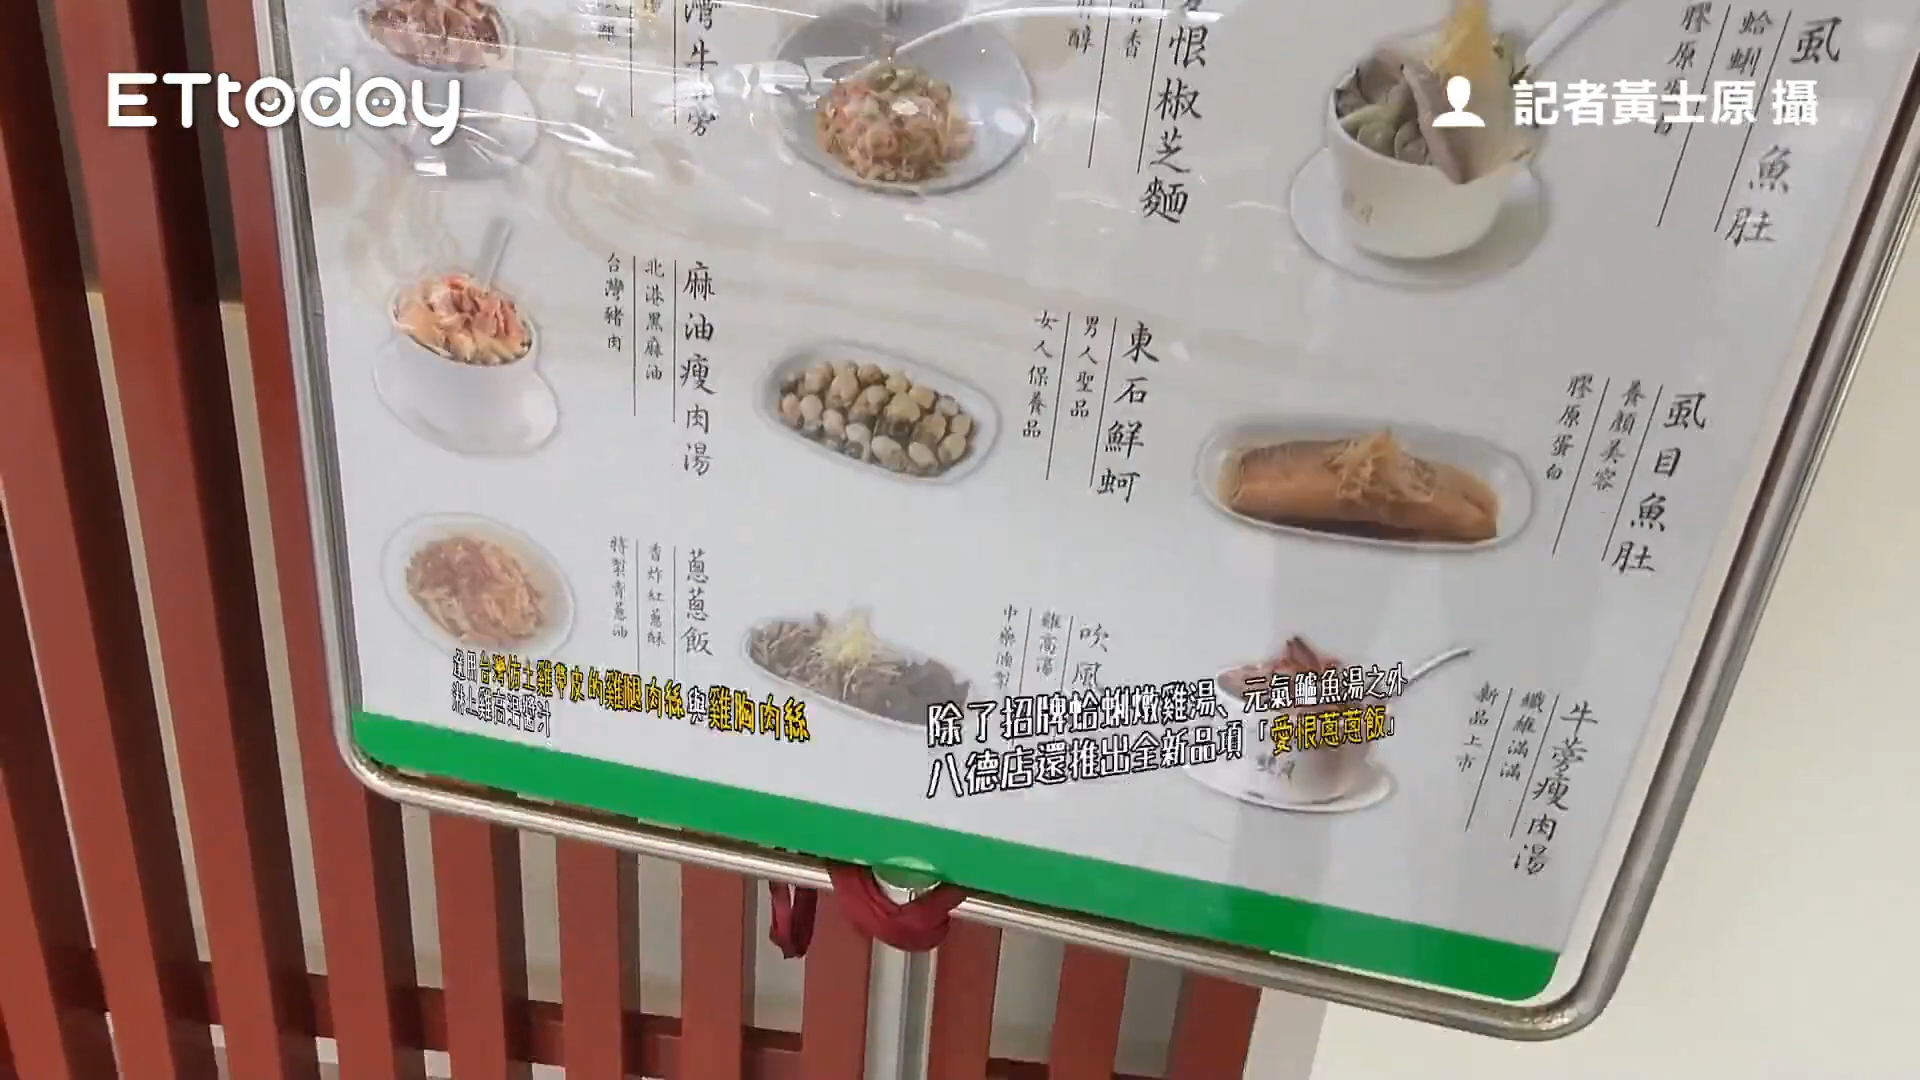 ETtoday
記者黃士原 攝
恨椒芝麵
虱
魚肚
蛤蜊
膠原
麻油瘦肉湯
北港黑麻油
台灣豬肉
東石鮮蚵
男人聖品
女人保養品
虱目魚肚
養顏美容
膠原蛋白
蔥蔥飯
香炸紅蔥酥
特製青蔥油
吹風
雞高湯
中藥滷製
牛蒡瘦肉湯
纖維滿滿
新品上市
選用台灣仿土雞帶皮的雞腿肉絲與雞胸肉絲
淋上雞高湯醬汁
除了招牌蛤蜊燉雞湯、元氣鱸魚湯之外
八德店還推出全新品項「愛恨蔥蔥飯」